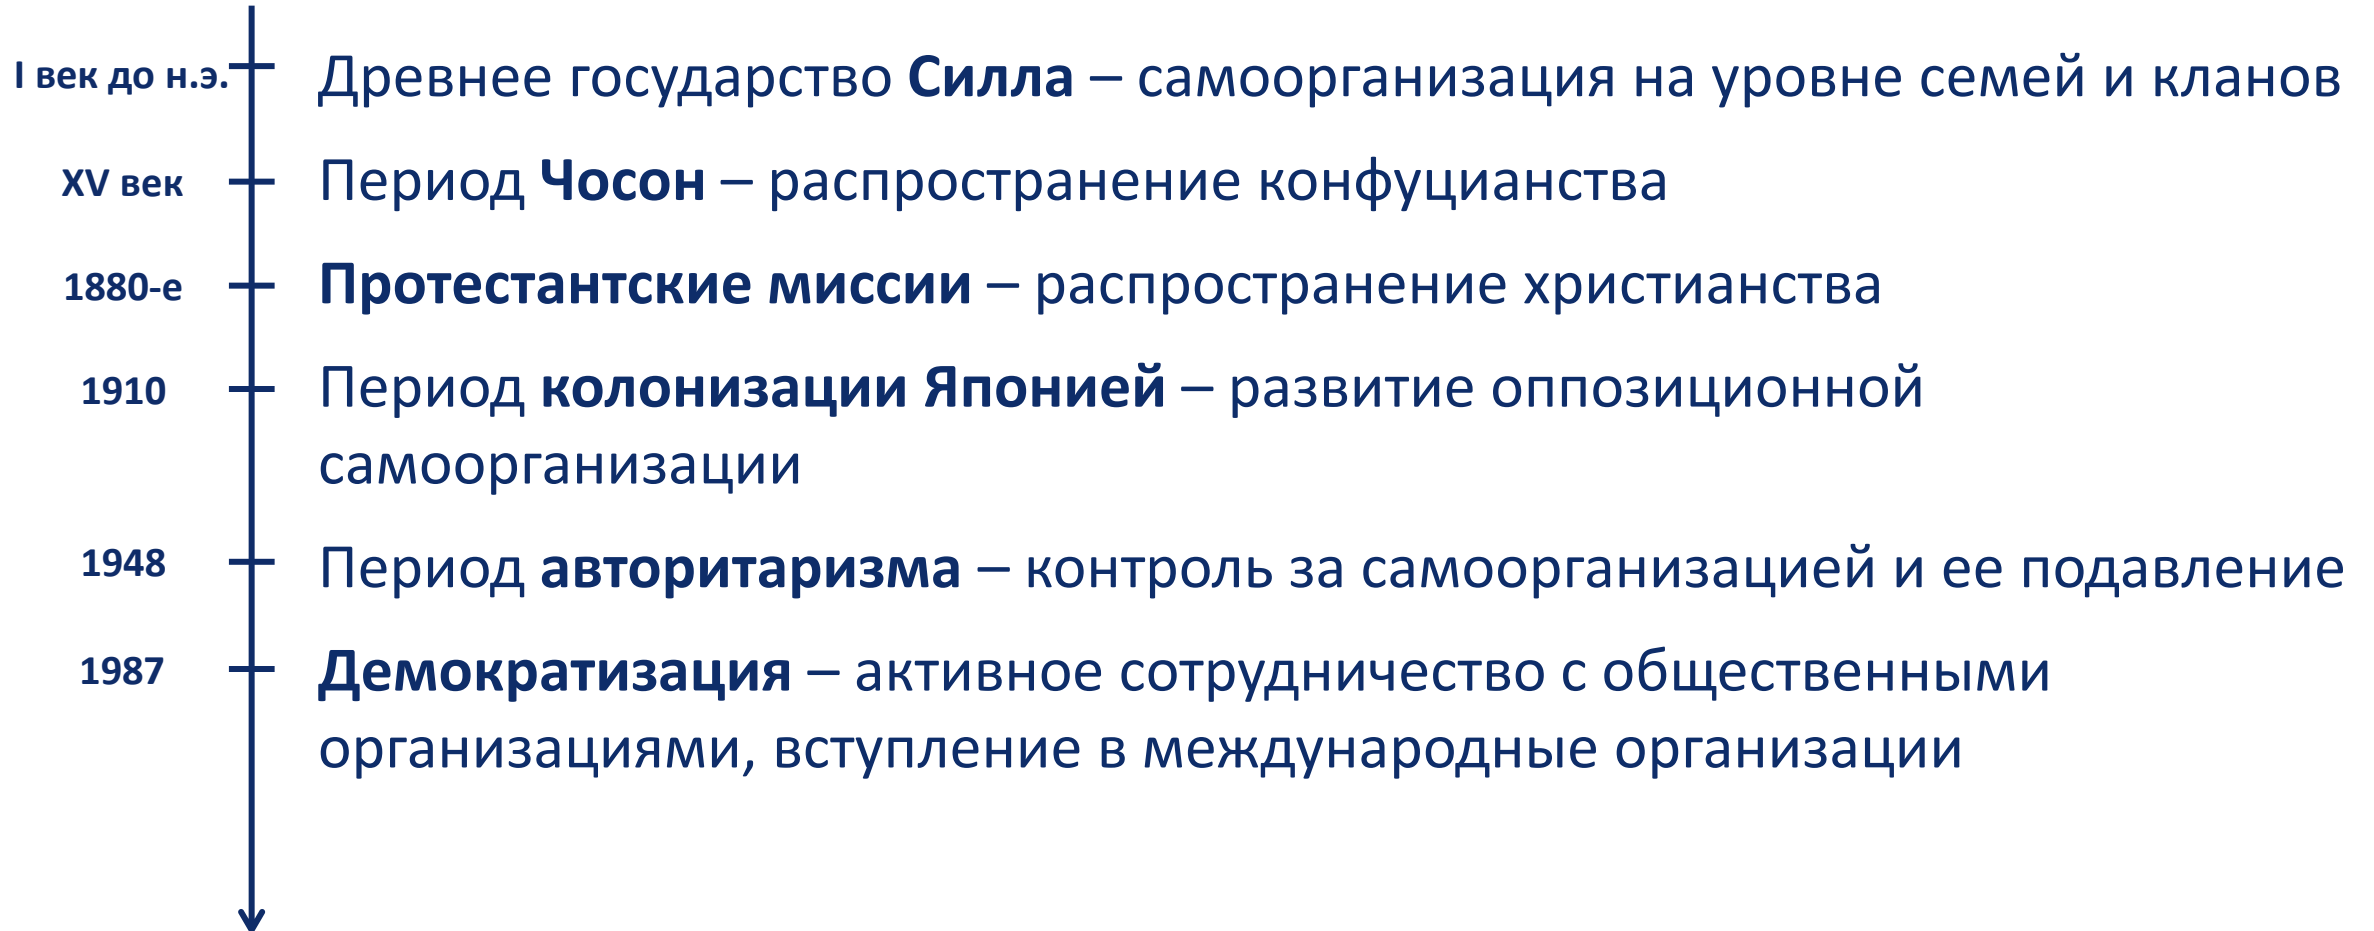 I век до н.э.
Древнее государство Силла – самоорганизация на уровне семей и кланов
XV век
Период Чосон – распространение конфуцианства
1880-е
Протестантские миссии – распространение христианства
1910
Период колонизации Японией – развитие оппозиционной
самоорганизации
1948
Период авторитаризма – контроль за самоорганизацией и ее подавление
1987
Демократизация – активное сотрудничество с общественными
организациями, вступление в международные организации